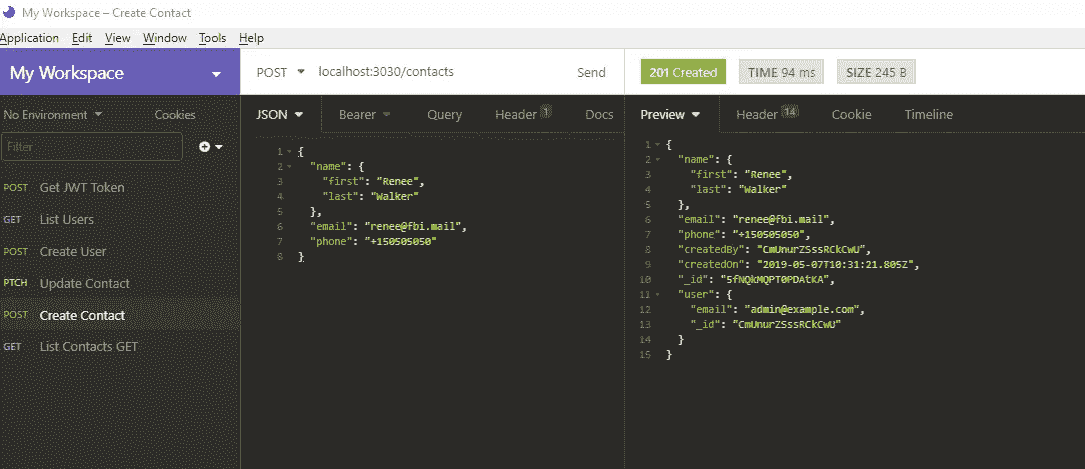 My Workspace – Create Contact
Application Edit View Window Tools Help
My Workspace
POST localhost:3030/contacts Send
201 Created TIME 94 ms SIZE 245 B
No Environment Cookies
Filter
POST Get JWT Token
GET List Users
POST Create User
PTCH Update Contact
POST Create Contact
GET List Contacts GET
JSON Bearer Query Header 1 Docs
1 {
2 "name": {
3 "first": "Renee",
4 "last": "Walker"
5 },
6 "email": "renee@fbi.mail",
7 "phone": "+150505050"
8 }
Preview Header 14 Cookie Timeline
1 {
2 "name": {
3 "first": "Renee",
4 "last": "Walker"
5 },
6 "email": "renee@fbi.mail",
7 "phone": "+150505050",
8 "createdBy": "CmUnurZSssRCkCwU",
9 "createdOn": "2019-05-07T10:31:21.805Z",
10 "_id": "5fNQkMQPT0PDAtKA",
11 "user": {
12 "email": "admin@example.com",
13 "_id": "CmUnurZSssRCkCwU"
14 }
15 }